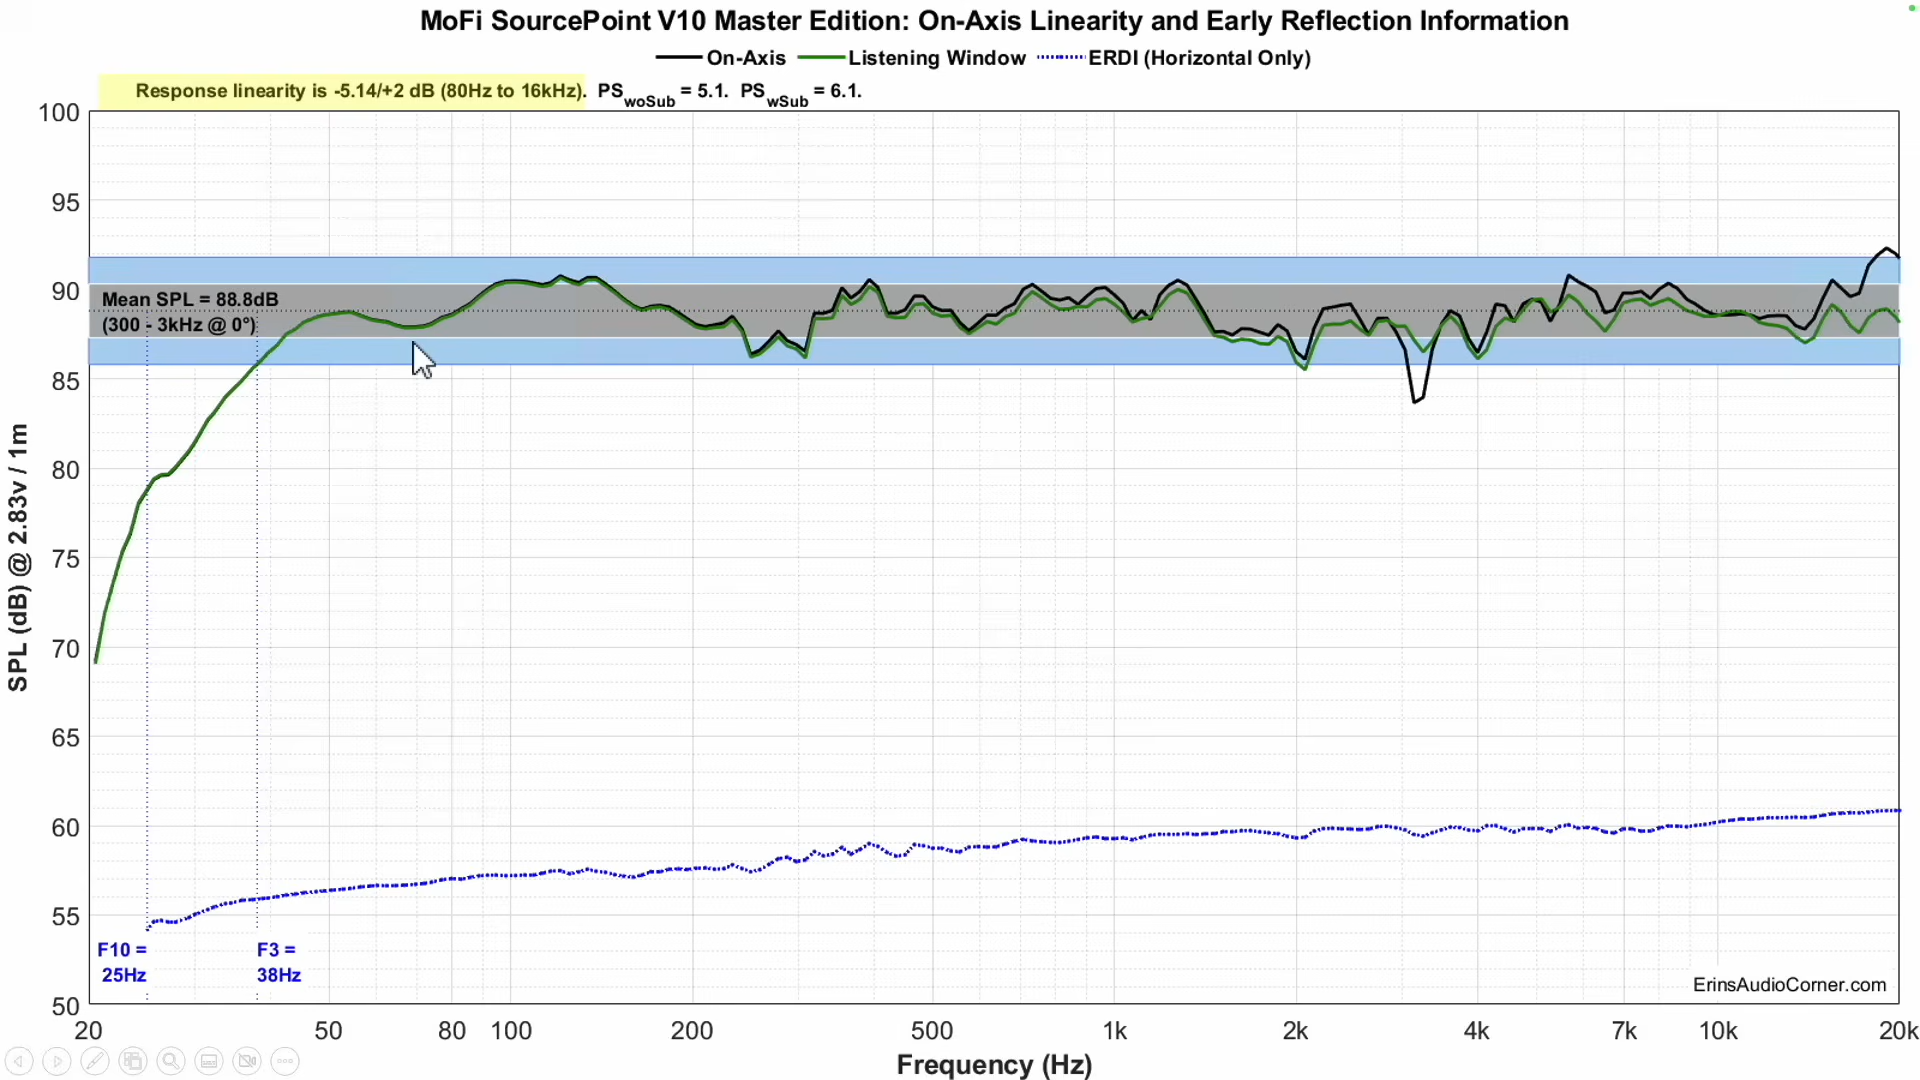 MoFi SourcePoint V10 Master Edition: On-Axis Linearity and Early Reflection Information
On-Axis Listening Window ERDI (Horizontal Only)
Response linearity is -5.14/+2 dB (80Hz to 16kHz). PS woSub = 5.1. PS wSub = 6.1.
100
95
90
85
80
75
70
65
60
55
50
SPL (dB) @ 2.83v / 1m
Mean SPL = 88.8dB
(300 - 3kHz @ 0°)
F10 =
25Hz
F3 =
38Hz
ErinsAudioCorner.com
20 50 80 100 200 500 1k 2k 4k 7k 10k 20k
Frequency (Hz)